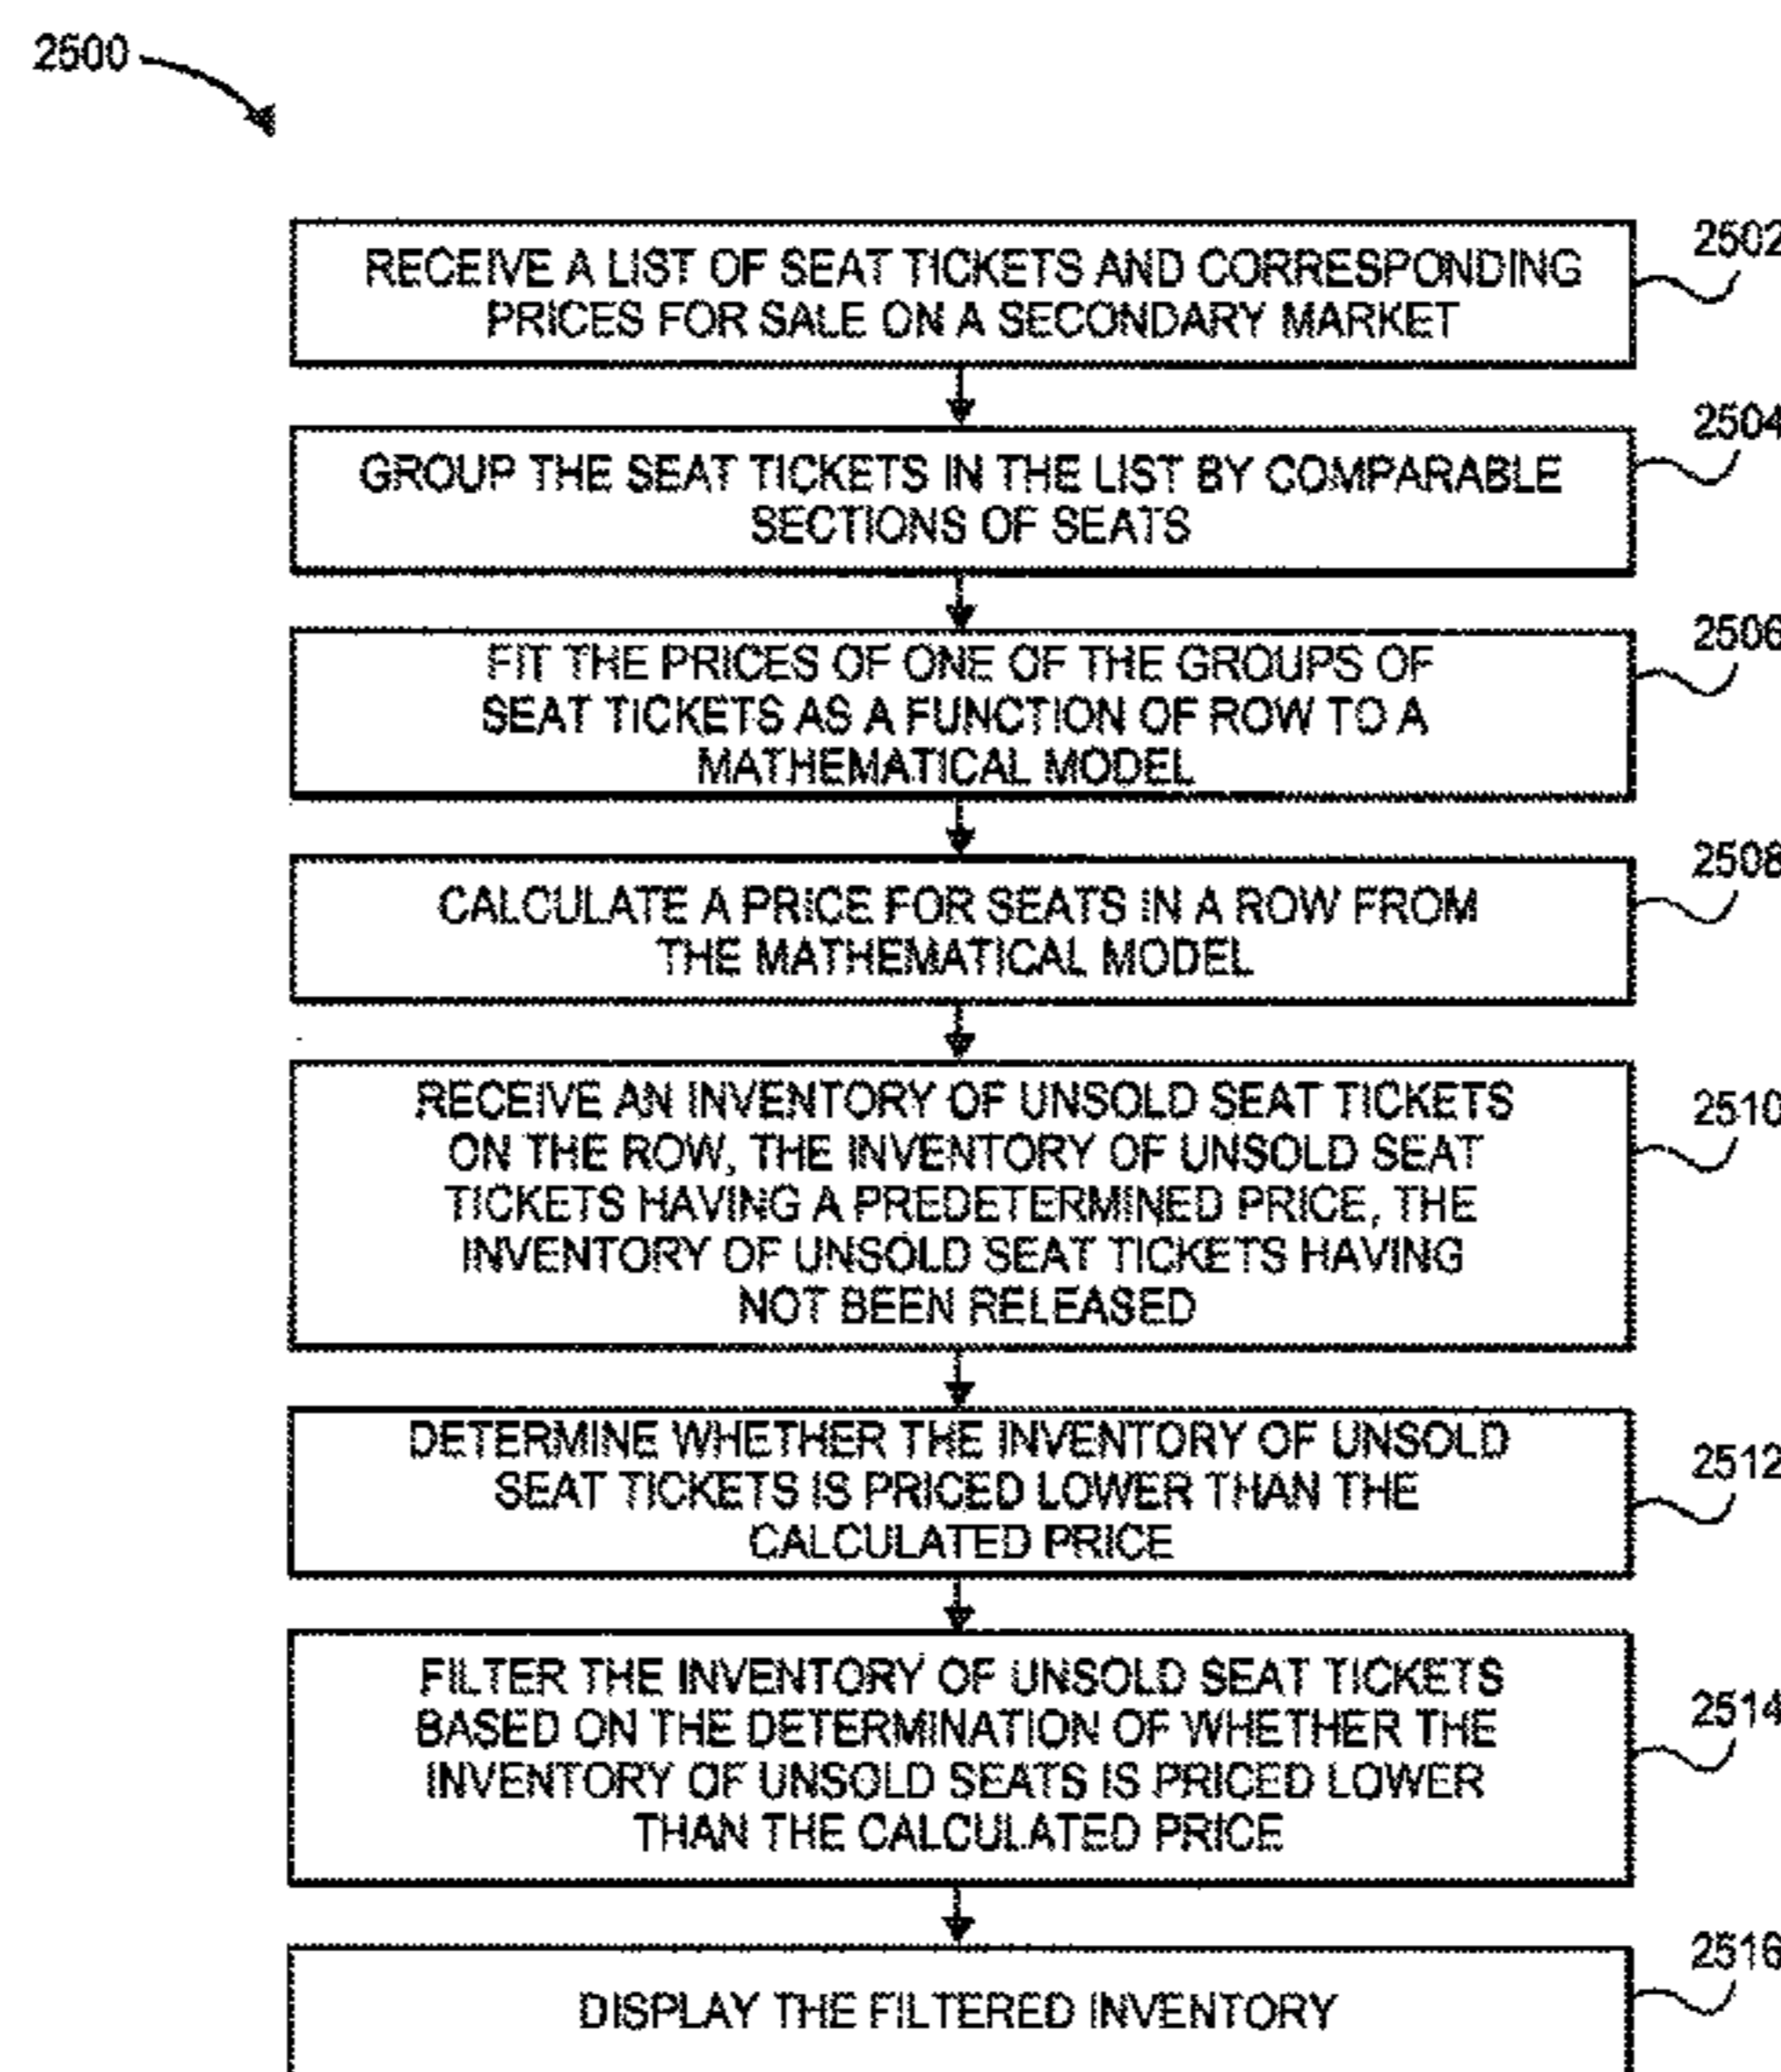 2500
RECEIVE A LIST OF SEAT TICKETS AND CORRESPONDING
PRICES FOR SALE ON A SECONDARY MARKET
2502
GROUP THE SEAT TICKETS IN THE LIST BY COMPARABLE
SECTIONS OF SEATS
2504
FIT THE PRICES OF ONE OF THE GROUPS OF
SEAT TICKETS AS A FUNCTION OF ROW TO A
MATHEMATICAL MODEL
2506
CALCULATE A PRICE FOR SEATS IN A ROW FROM
THE MATHEMATICAL MODEL
2508
RECEIVE AN INVENTORY OF UNSOLD SEAT TICKETS
ON THE ROW, THE INVENTORY OF UNSOLD SEAT
TICKETS HAVING A PREDETERMINED PRICE, THE
INVENTORY OF UNSOLD SEAT TICKETS HAVING
NOT BEEN RELEASED
2510
DETERMINE WHETHER THE INVENTORY OF UNSOLD
SEAT TICKETS IS PRICED LOWER THAN THE
CALCULATED PRICE
2512
FILTER THE INVENTORY OF UNSOLD SEAT TICKETS
BASED ON THE DETERMINATION OF WHETHER THE
INVENTORY OF UNSOLD SEATS IS PRICED LOWER
THAN THE CALCULATED PRICE
2514
DISPLAY THE FILTERED INVENTORY
2516